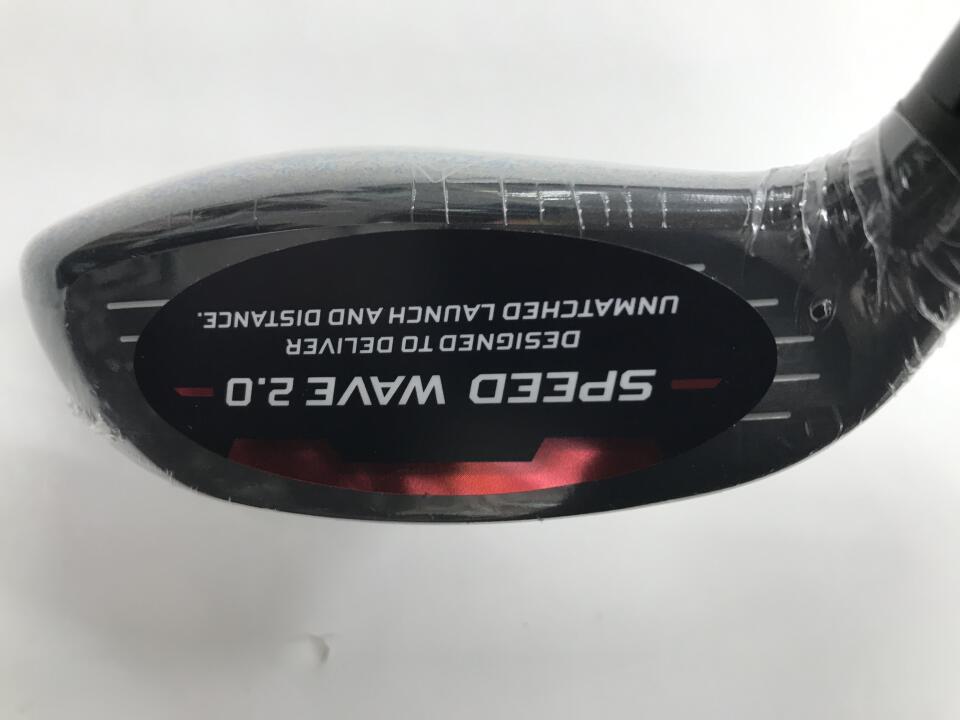 SPEED WAVE 2.0
DESIGNED TO DELIVER
UNMATCHED LAUNCH AND DISTANCE.